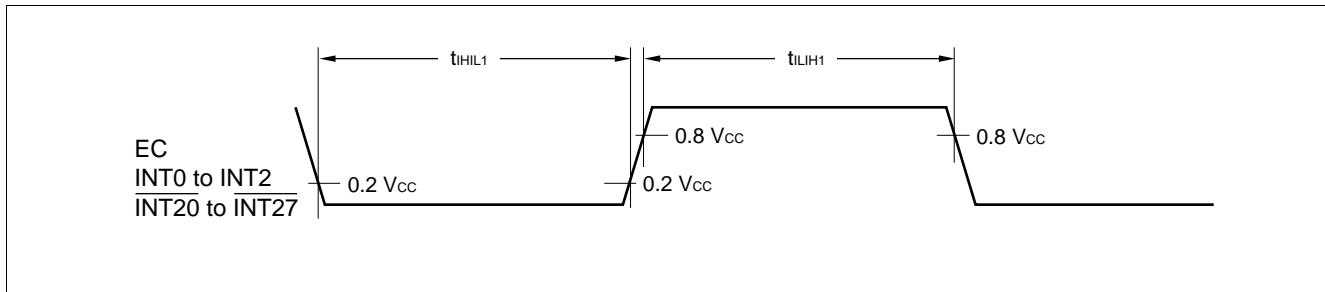 tIHIL1
tILIH1
0.8 VCC
0.8 VCC
EC
INT0 to INT2
0.2 VCC
0.2 VCC
INT20 to INT27